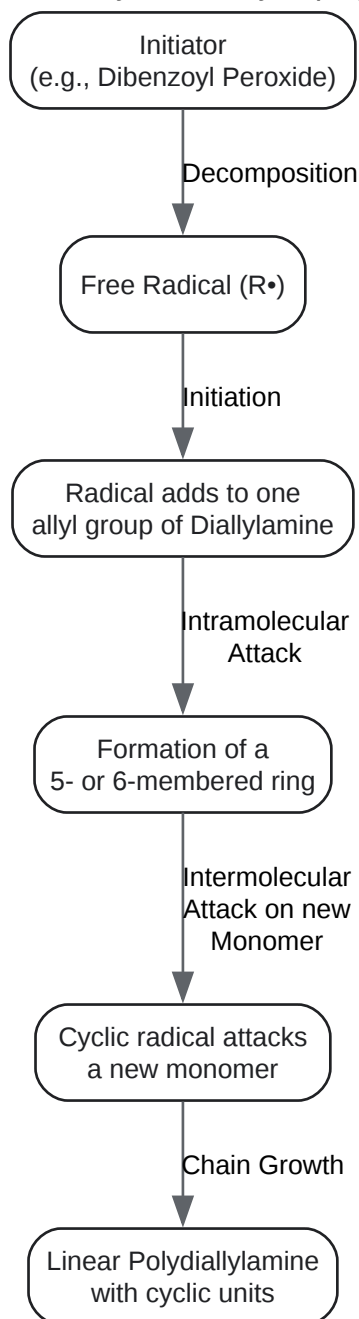 Initiator
(e.g., Dibenzoyl Peroxide)
Decomposition
Free Radical (R•)
Initiation
Radical adds to one
allyl group of Diallylamine
Intramolecular
Attack
Formation of a
5- or 6-membered ring
Intermolecular
Attack on new
Monomer
Cyclic radical attacks
a new monomer
Chain Growth
Linear Polydiallylamine
with cyclic units